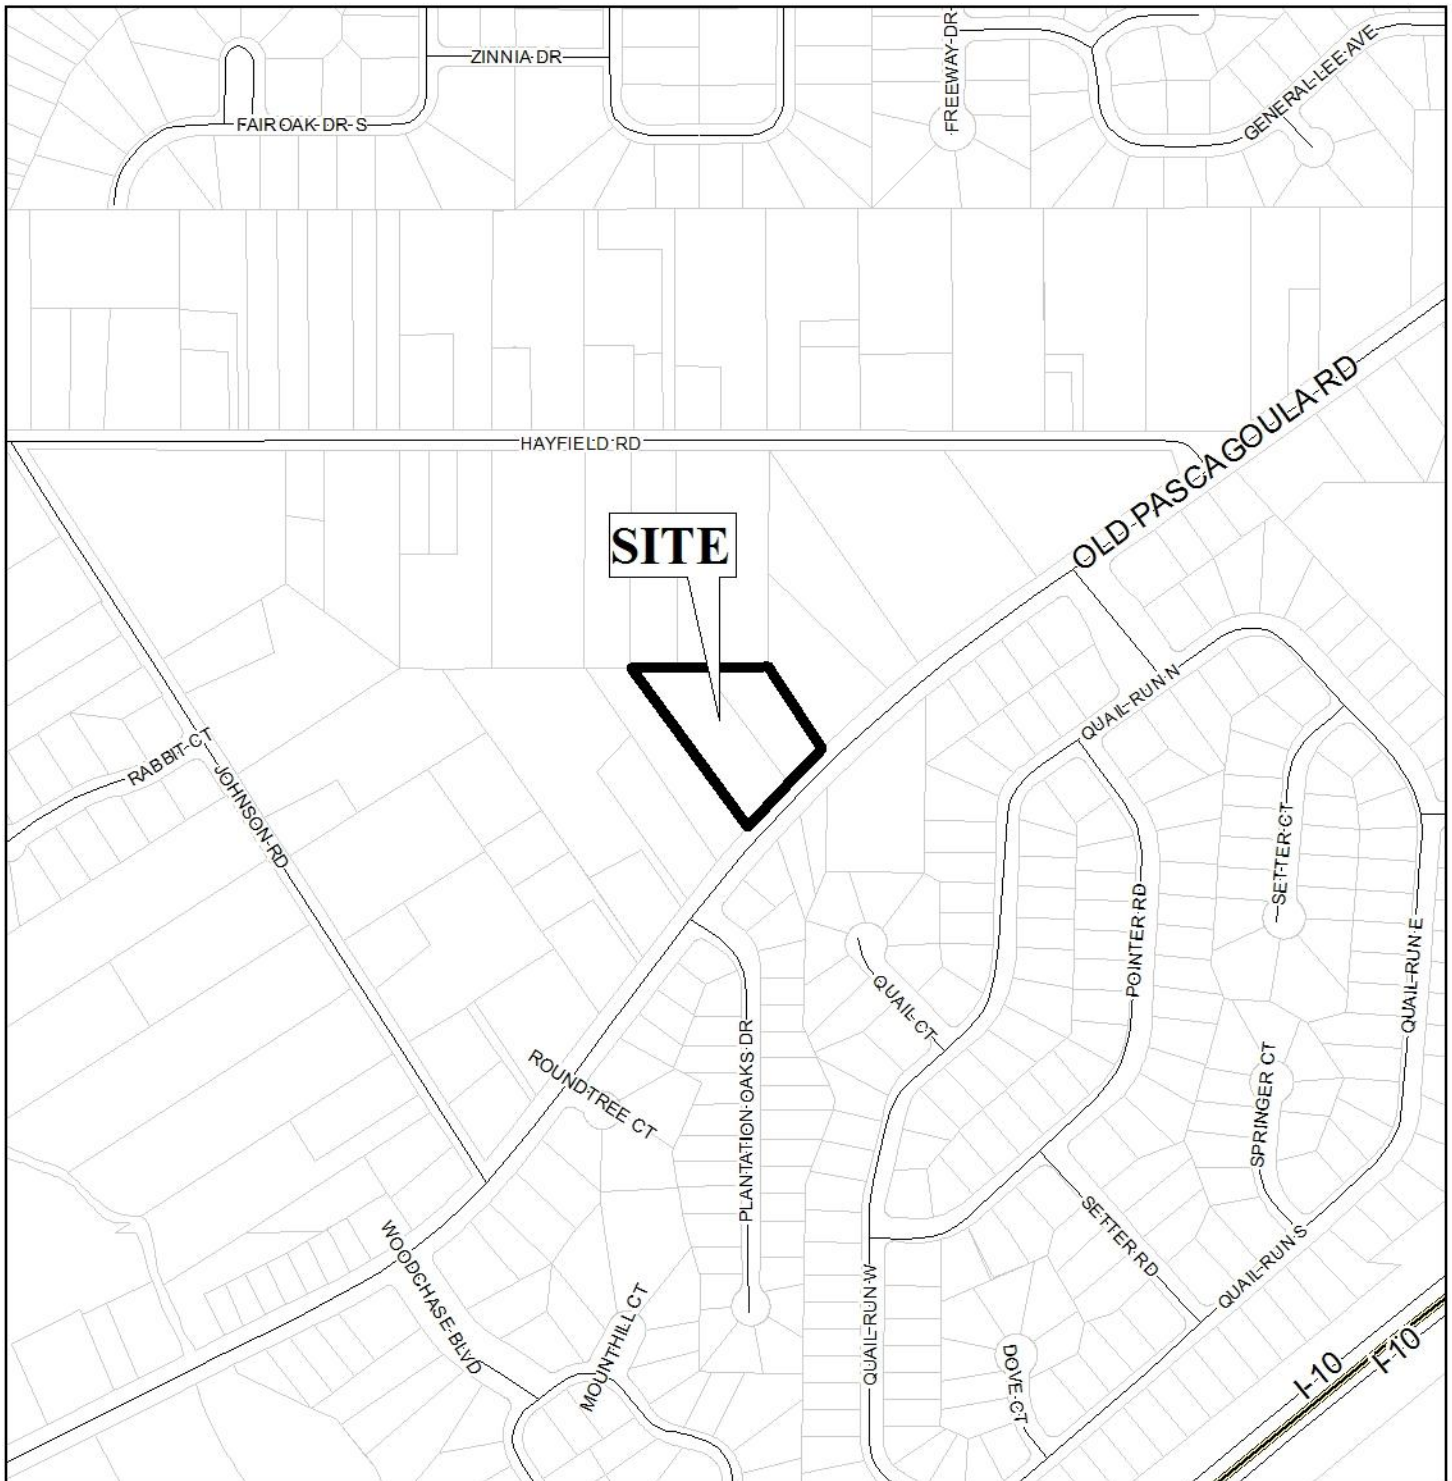 ZINNIA DR
FREEWAY DR
GENERAL LEE AVE
FAIR OAK DR S
OLD PASCAGOULA RD
HAYFIELD RD
SITE
QUAIL RUN N
RABBIT CT
JOHNSON RD
SETTER CT
POINTER RD
QUAIL RUN E
QUAIL CT
PLANTATION OAKS DR
ROUNDTREE CT
SPRINGER CT
SETTER RD
QUAIL RUN S
WOODCHASE BLVD
MOUNTHILL CT
QUAIL RUN W
DOVE CT
I-10
I-10